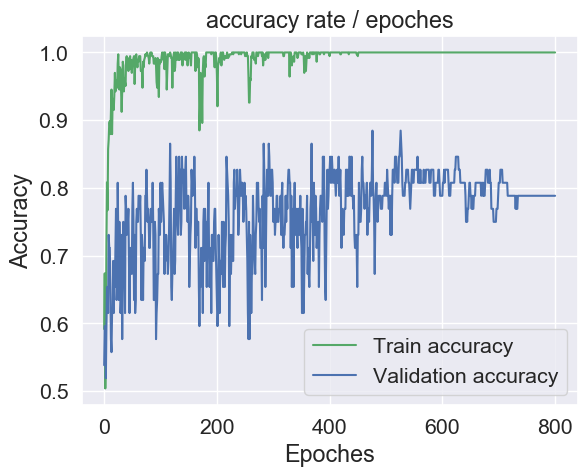 accuracy rate / epoches
1.0
0.9
0.8
0.7
0.6
0.5
Accuracy
Train accuracy
Validation accuracy
0
200
400
600
800
Epoches